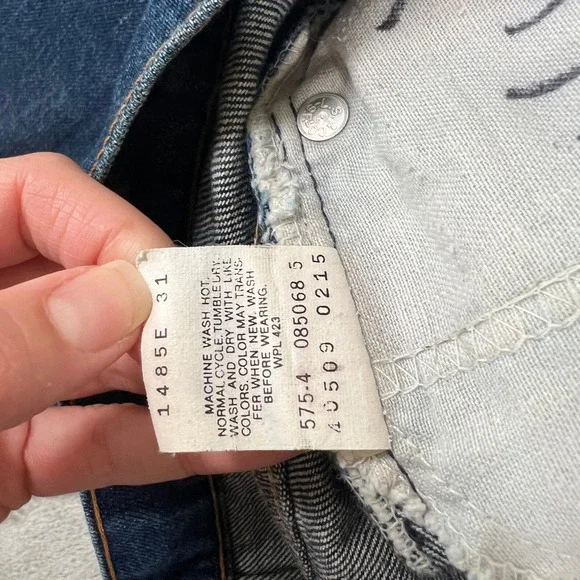 1485E 31
MACHINE WASH HOT,
NORMAL CYCLE. TUMBLE DRY.
WASH AND DRY WITH LIKE
COLORS. COLOR MAY TRANS-
FER WHEN NEW. WASH
BEFORE WEARING.
WPL 423
575-4 085068 5
40509 0215